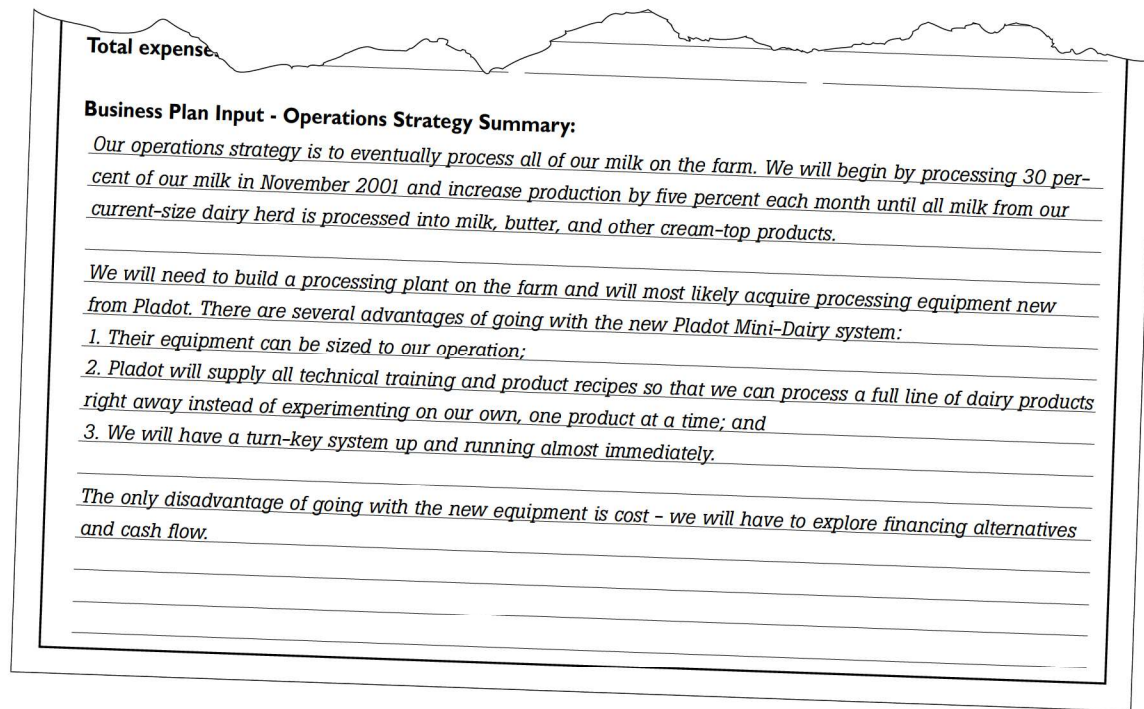 Total expense
Business Plan Input - Operations Strategy Summary:
Our operations strategy is to eventually process all of our milk on the farm. We will begin by processing 30 per-
cent of our milk in November 2001 and increase production by five percent each month until all milk from our
current-size dairy herd is processed into milk, butter, and other cream-top products.
We will need to build a processing plant on the farm and will most likely acquire processing equipment new
from Pladot. There are several advantages of going with the new Pladot Mini-Dairy system:
1. Their equipment can be sized to our operation;
2. Pladot will supply all technical training and product recipes so that we can process a full line of dairy products
right away instead of experimenting on our own, one product at a time; and
3. We will have a turn-key system up and running almost immediately.
The only disadvantage of going with the new equipment is cost – we will have to explore financing alternatives
and cash flow.